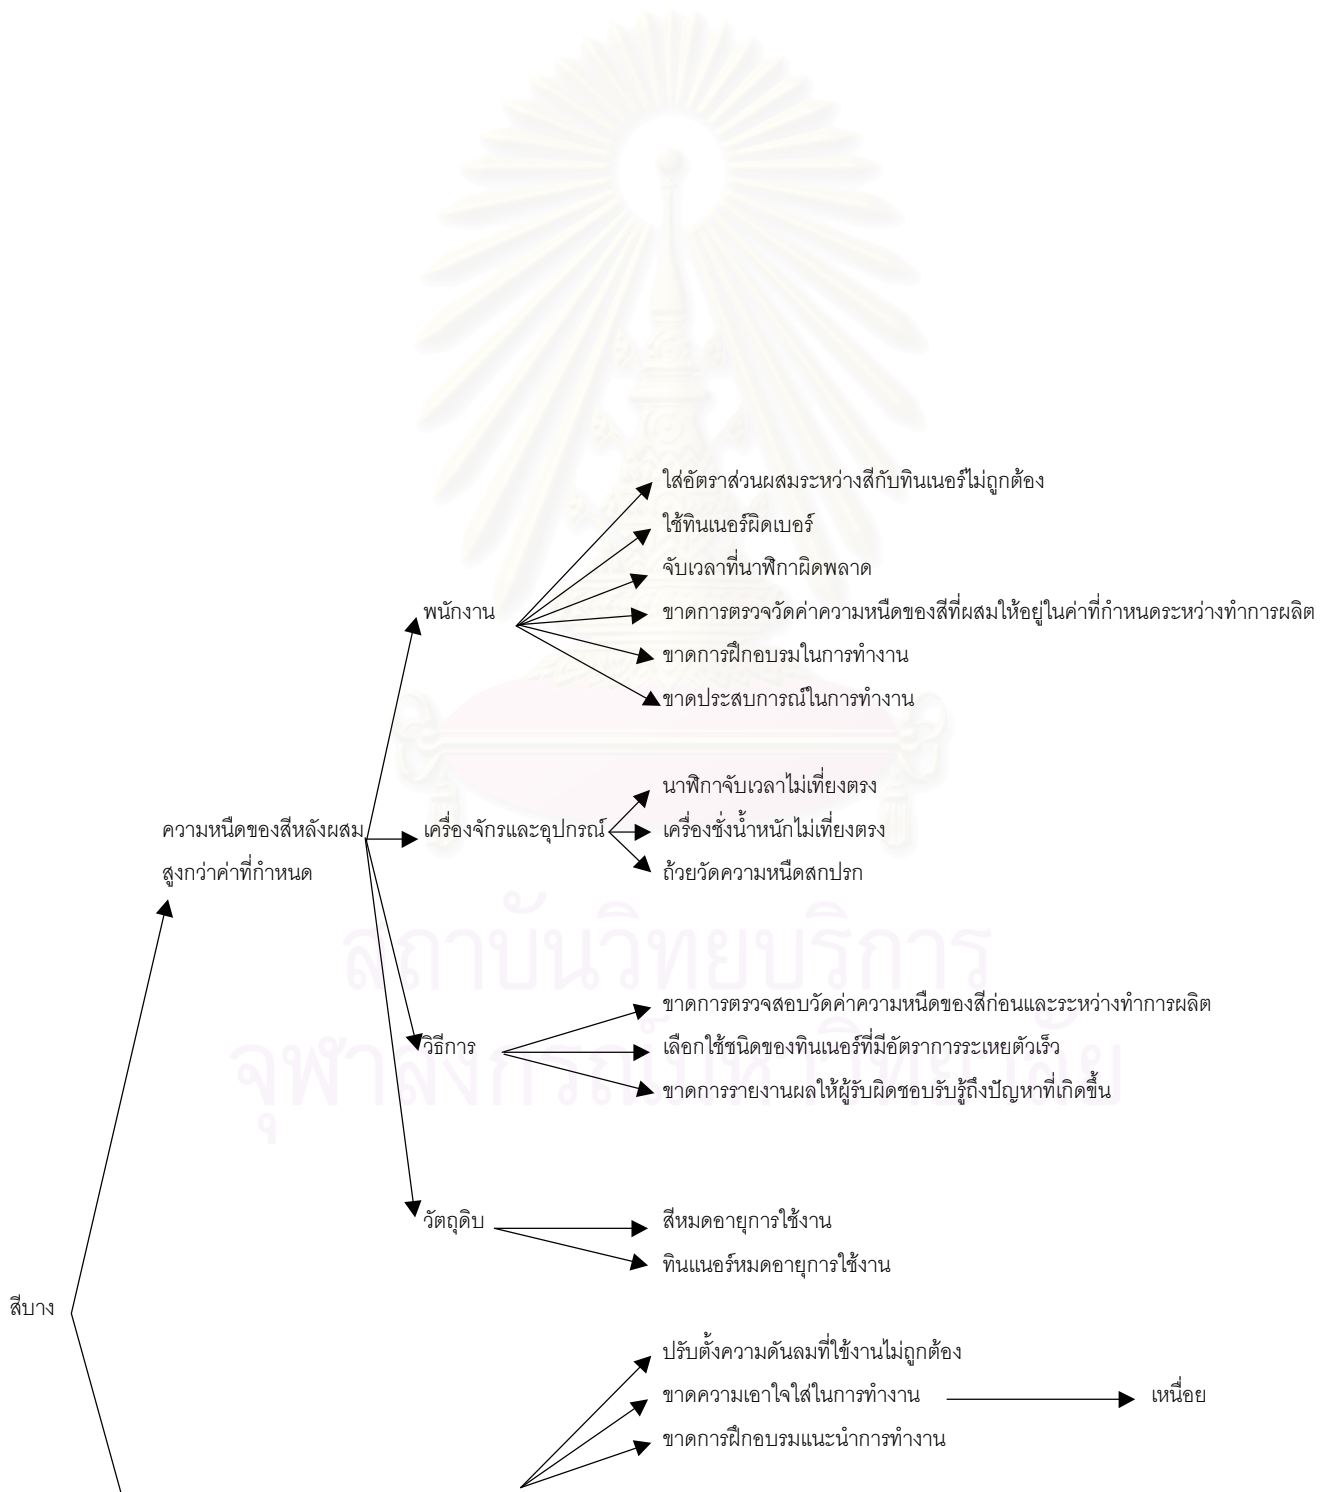 ใส่อัตราส่วนผสมระหว่างสีกับทินเนอร์ไม่ถูกต้อง
ใช้ทินเนอร์ผิดเบอร์
จับเวลาที่นาฬิกาผิดพลาด
พนักงาน
ขาดการตรวจวัดค่าความหนืดของสีที่ผสมให้อยู่ในค่าที่กำหนดระหว่างทำการผลิต
ขาดการฝึกอบรมในการทำงาน
ขาดประสบการณ์ในการทำงาน
นาฬิกาจับเวลาไม่เที่ยงตรง
ความหนืดของสีหลังผสม
เครื่องจักรและอุปกรณ์
เครื่องชั่งน้ำหนักไม่เที่ยงตรง
สูงกว่าค่าที่กำหนด
ถ้วยวัดความหนืดสกปรก
สถาบันวิทยบริการ
ขาดการตรวจสอบวัดค่าความหนืดของสีก่อนและระหว่างทำการผลิต
วิธีการ
เลือกใช้ชนิดของทินเนอร์ที่มีอัตราการระเหยตัวเร็ว
จุฬาลงกรณ์มหาวิทยาลัย
ขาดการรายงานผลให้ผู้รับผิดชอบรับรู้ถึงปัญหาที่เกิดขึ้น
วัตถุดิบ
สีหมดอายุการใช้งาน
ทินแนอร์หมดอายุการใช้งาน
สีบาง
ปรับตั้งความดันลมที่ใช้งานไม่ถูกต้อง
ขาดความเอาใจใส่ในการทำงาน
เหนื่อย
ขาดการฝึกอบรมแนะนำการทำงาน